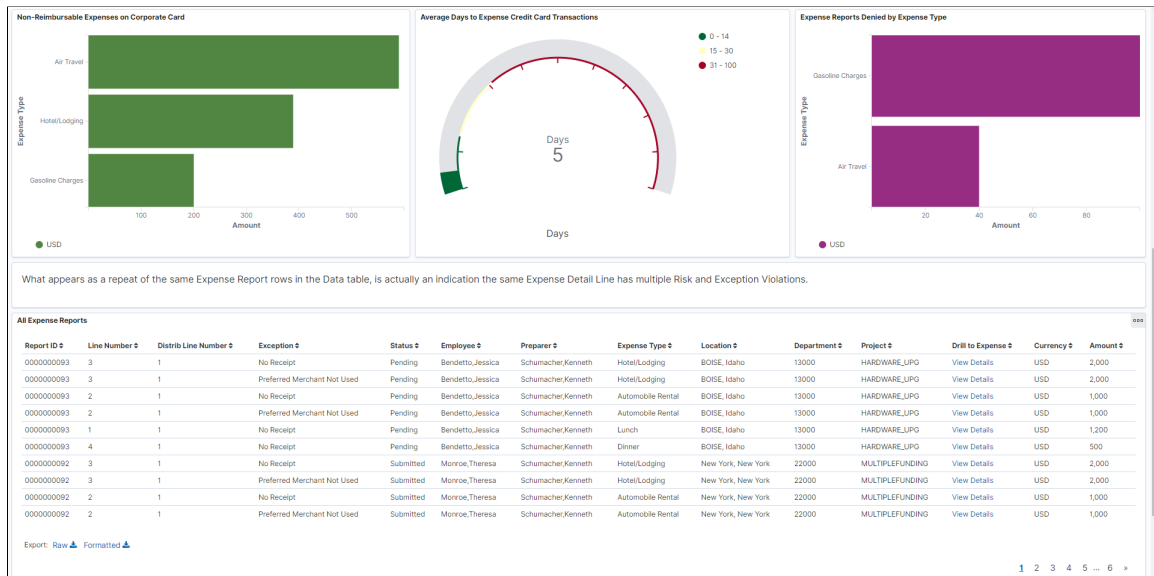 Non-Reimbursable Expenses on Corporate Card
Expense Type
Air Travel
Hotel/Lodging
Gasoline Charges
100 200 300 400 500
Amount
USD
Average Days to Expense Credit Card Transactions
0 - 14
15 - 30
31 - 100
Days
5
Days
Expense Reports Denied by Expense Type
Expense Type
Gasoline Charges
Air Travel
20 40 60 80
Amount
USD
What appears as a repeat of the same Expense Report rows in the Data table, is actually an indication the same Expense Detail Line has multiple Risk and Exception Violations.
All Expense Reports
Report ID Line Number Distrib Line Number Exception Status Employee Preparer Expense Type Location Department Project Drill to Expense Currency Amount
0000000093 3 1 No Receipt Pending Bendetto,Jessica Schumacher,Kenneth Hotel/Lodging BOISE, Idaho 13000 HARDWARE_UPG View Details USD 2,000
0000000093 3 1 Preferred Merchant Not Used Pending Bendetto,Jessica Schumacher,Kenneth Hotel/Lodging BOISE, Idaho 13000 HARDWARE_UPG View Details USD 2,000
0000000093 2 1 No Receipt Pending Bendetto,Jessica Schumacher,Kenneth Automobile Rental BOISE, Idaho 13000 HARDWARE_UPG View Details USD 1,000
0000000093 2 1 Preferred Merchant Not Used Pending Bendetto,Jessica Schumacher,Kenneth Automobile Rental BOISE, Idaho 13000 HARDWARE_UPG View Details USD 1,000
0000000093 1 1 No Receipt Pending Bendetto,Jessica Schumacher,Kenneth Lunch BOISE, Idaho 13000 HARDWARE_UPG View Details USD 1,200
0000000093 4 1 No Receipt Pending Bendetto,Jessica Schumacher,Kenneth Dinner BOISE, Idaho 13000 HARDWARE_UPG View Details USD 500
0000000092 3 1 No Receipt Submitted Monroe,Theresa Schumacher,Kenneth Hotel/Lodging New York, New York 22000 MULTIPLEFUNDING View Details USD 2,000
0000000092 3 1 Preferred Merchant Not Used Submitted Monroe,Theresa Schumacher,Kenneth Hotel/Lodging New York, New York 22000 MULTIPLEFUNDING View Details USD 2,000
0000000092 2 1 No Receipt Submitted Monroe,Theresa Schumacher,Kenneth Automobile Rental New York, New York 22000 MULTIPLEFUNDING View Details USD 1,000
0000000092 2 1 Preferred Merchant Not Used Submitted Monroe,Theresa Schumacher,Kenneth Automobile Rental New York, New York 22000 MULTIPLEFUNDING View Details USD 1,000
Export: Raw Formatted
1 2 3 4 5 ... 6 »